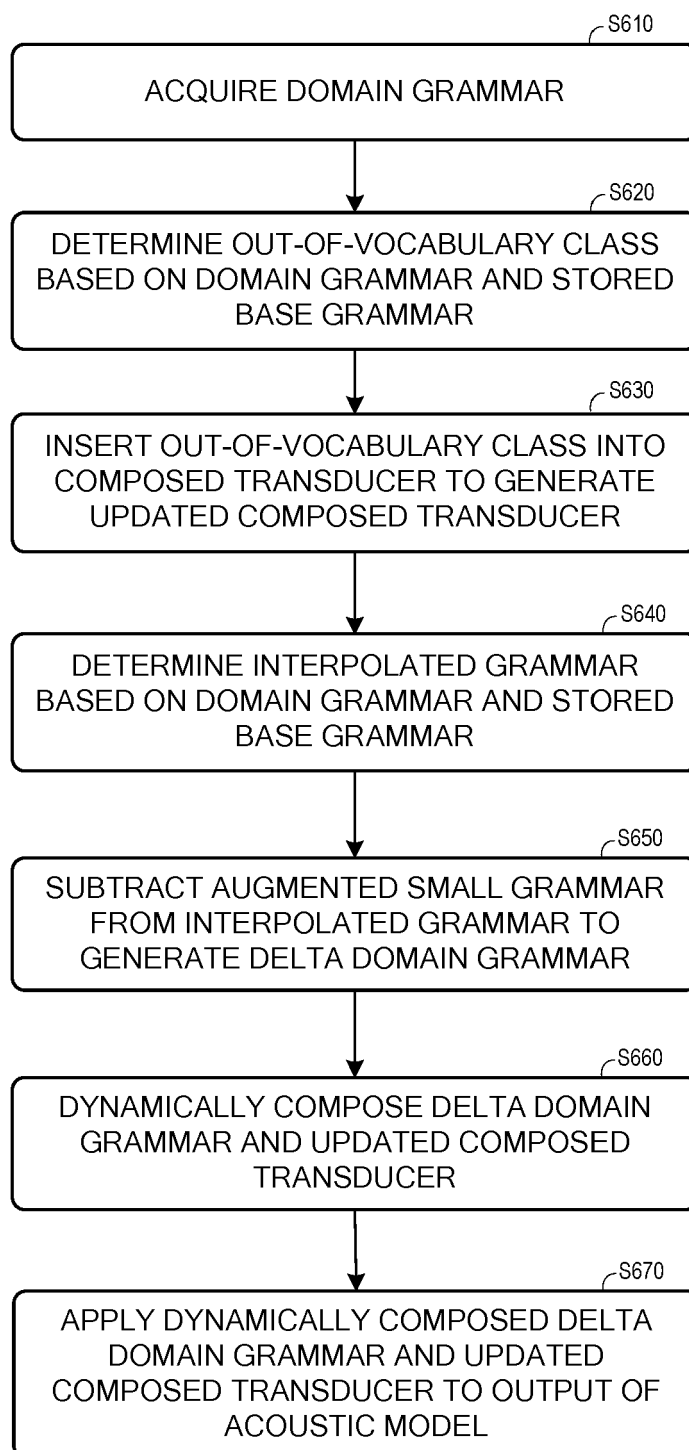 S610
ACQUIRE DOMAIN GRAMMAR
S620
DETERMINE OUT-OF-VOCABULARY CLASS
BASED ON DOMAIN GRAMMAR AND STORED
BASE GRAMMAR
S630
INSERT OUT-OF-VOCABULARY CLASS INTO
COMPOSED TRANSDUCER TO GENERATE
UPDATED COMPOSED TRANSDUCER
S640
DETERMINE INTERPOLATED GRAMMAR
BASED ON DOMAIN GRAMMAR AND STORED
BASE GRAMMAR
S650
SUBTRACT AUGMENTED SMALL GRAMMAR
FROM INTERPOLATED GRAMMAR TO
GENERATE DELTA DOMAIN GRAMMAR
S660
DYNAMICALLY COMPOSE DELTA DOMAIN
GRAMMAR AND UPDATED COMPOSED
TRANSDUCER
S670
APPLY DYNAMICALLY COMPOSED DELTA
DOMAIN GRAMMAR AND UPDATED
COMPOSED TRANSDUCER TO OUTPUT OF
ACOUSTIC MODEL